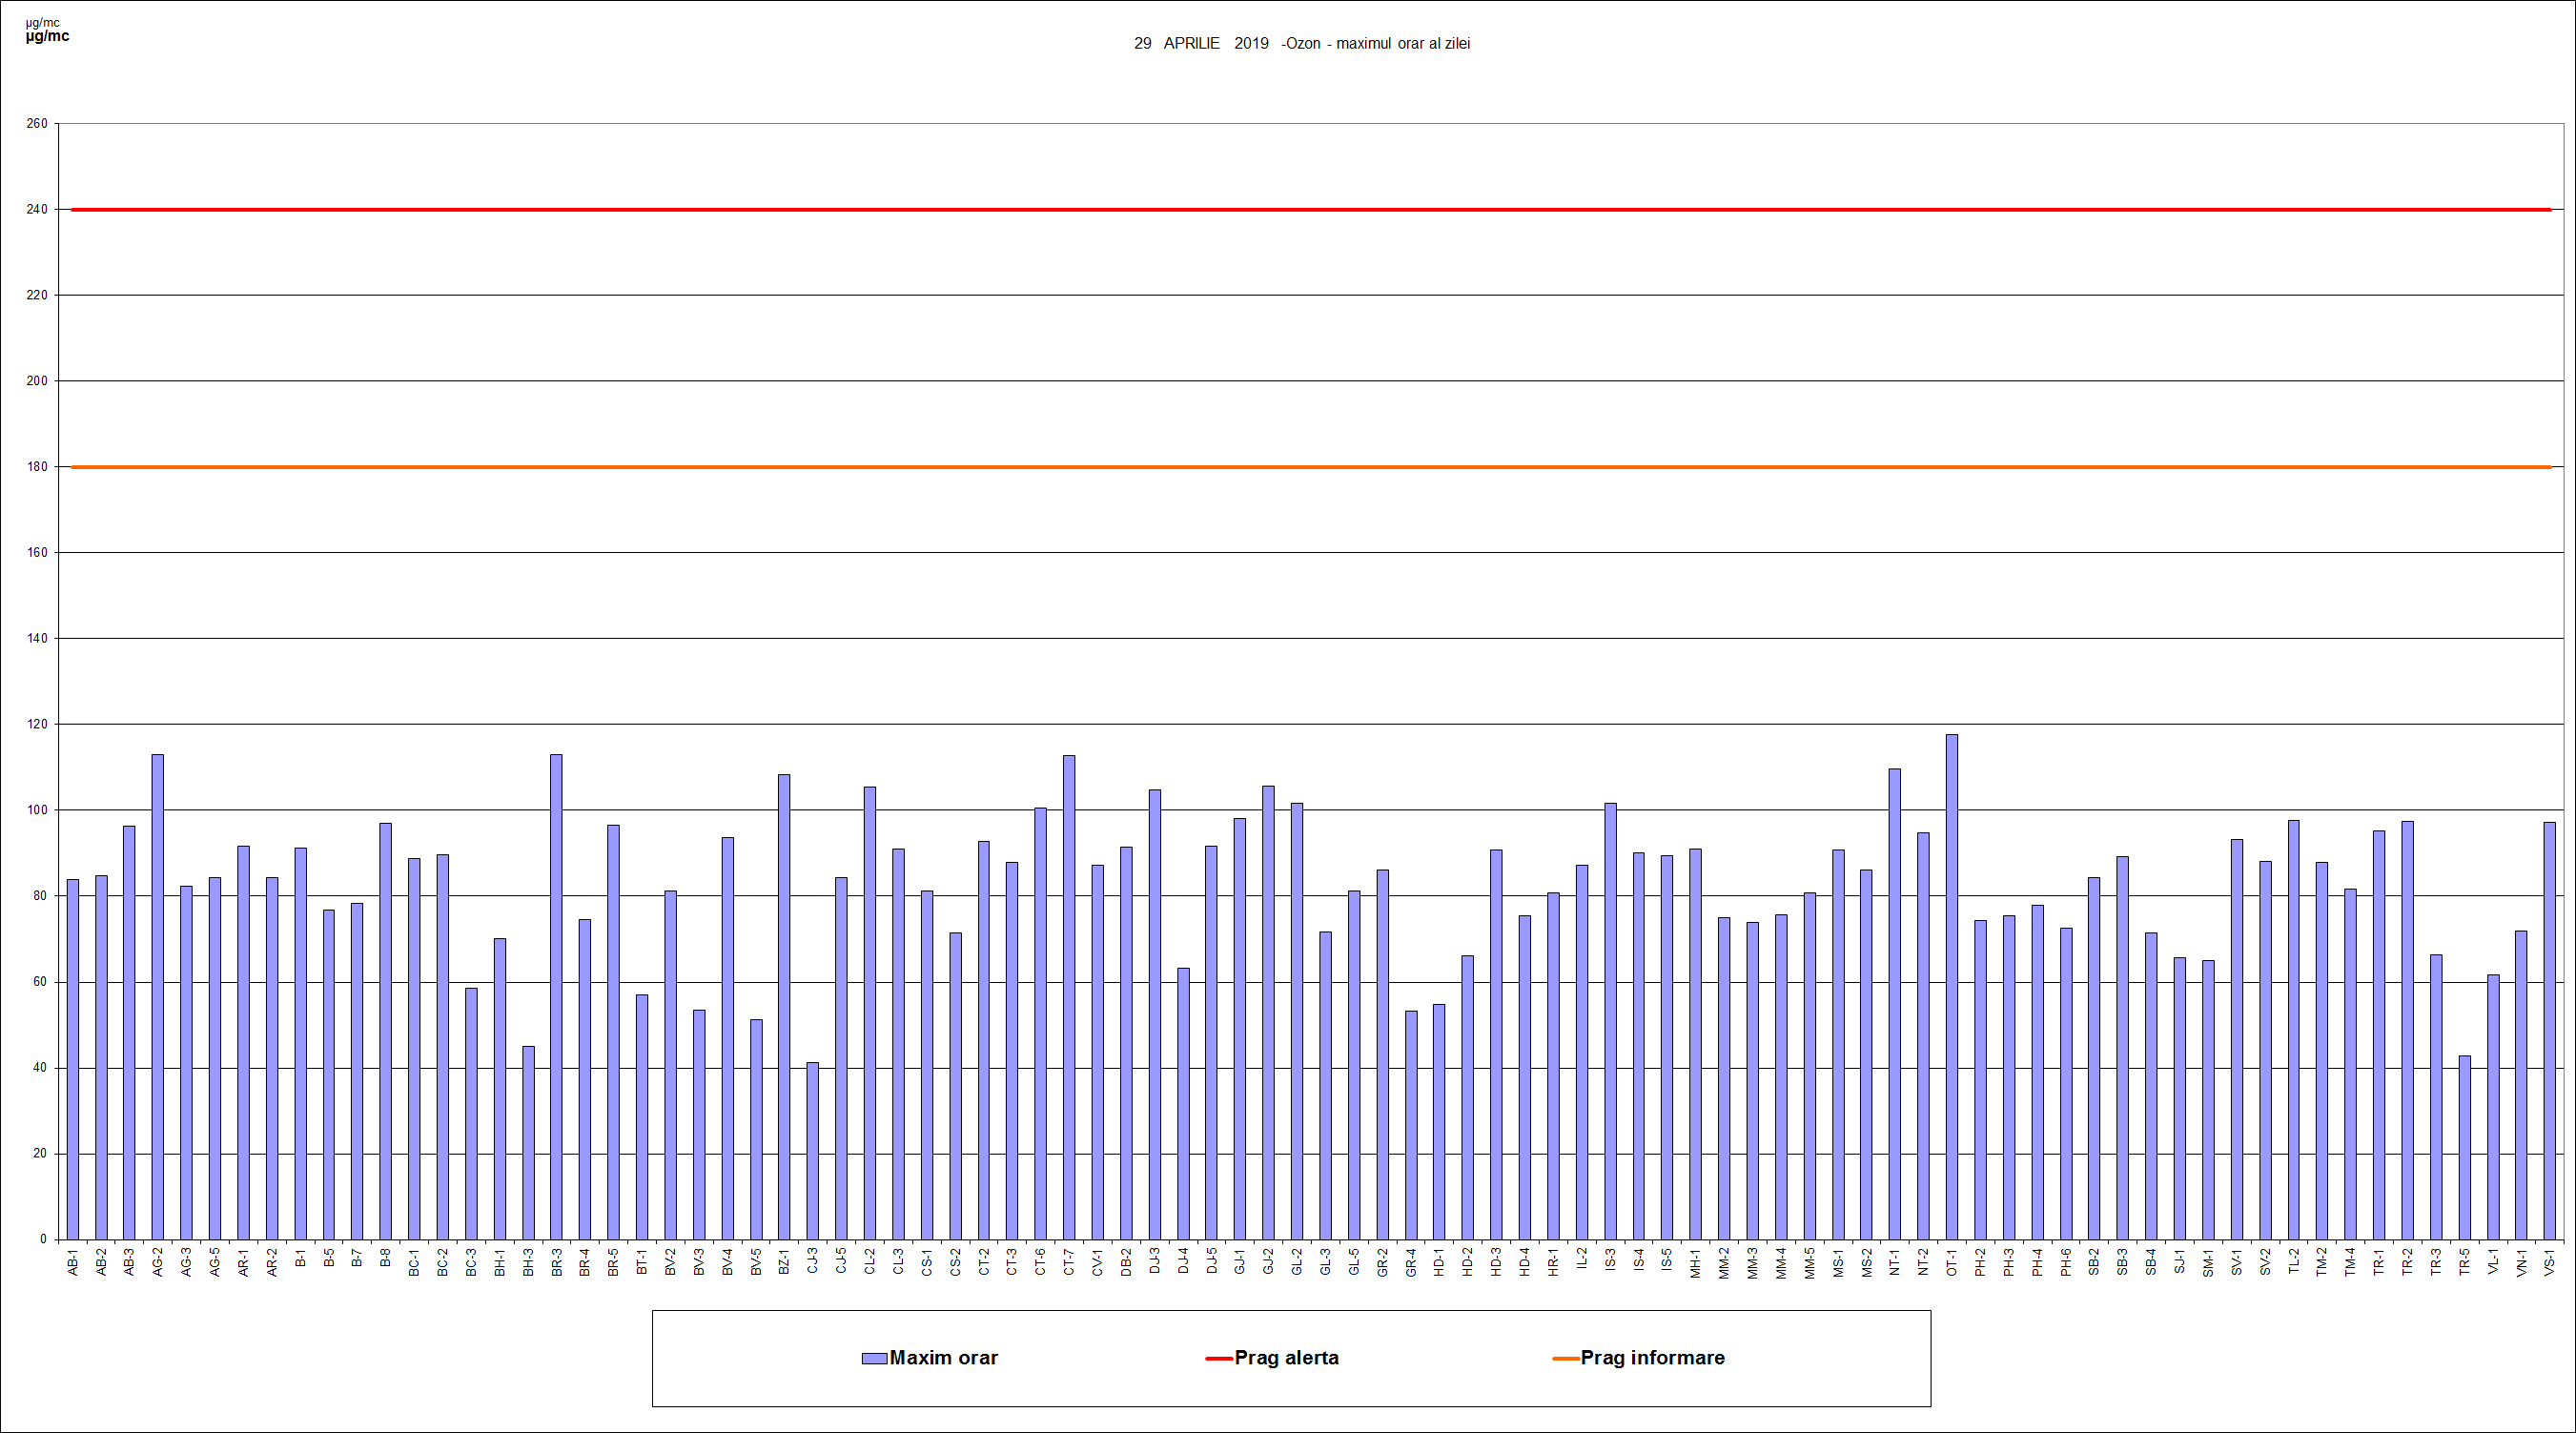 µg/mc
µg/mc
29 APRILIE 2019 -Ozon - maximul orar al zilei
260
240
220
200
180
160
140
120
100
80
60
40
20
0
AB-1 AB-2 AB-3 AG-2 AG-3 AG-5 AR-1 AR-2 B-1 B-5 B-7 B-8 BC-1 BC-2 BC-3 BH-1 BH-3 BR-3 BR-4 BR-5 BT-1 BV-2 BV-3 BV-4 BV-5 BZ-1 CJ-3 CJ-5 CL-2 CL-3 CS-1 CS-2 CT-2 CT-3 CT-6 CT-7 CV-1 DB-2 DJ-3 DJ-4 DJ-5 GJ-1 GJ-2 GL-2 GL-3 GL-5 GR-2 GR-4 HD-1 HD-2 HD-3 HD-4 HR-1 IL-2 IS-3 IS-4 IS-5 MH-1 MM-2 MM-3 MM-4 MM-5 MS-1 MS-2 NT-1 NT-2 OT-1 PH-2 PH-3 PH-4 PH-6 SB-2 SB-3 SB-4 SJ-1 SM-1 SV-1 SV-2 TL-2 TM-2 TM-4 TR-1 TR-2 TR-3 TR-5 VL-1 VN-1 VS-1
Maxim orar Prag alerta Prag informare